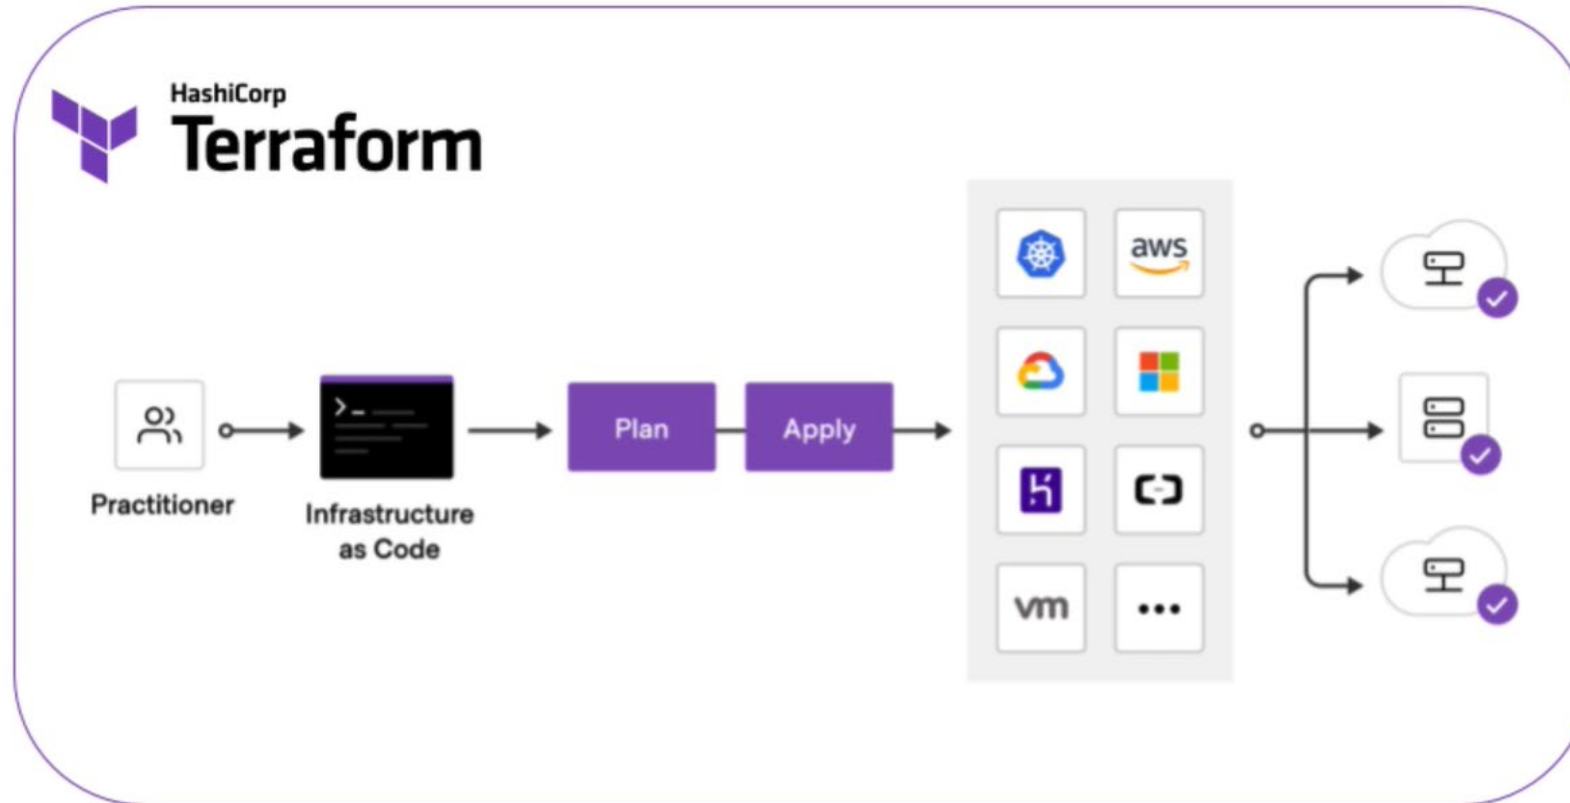 HashiCorp
Terraform
aws
Plan
Apply
Practitioner
Infrastructure
as Code
vm